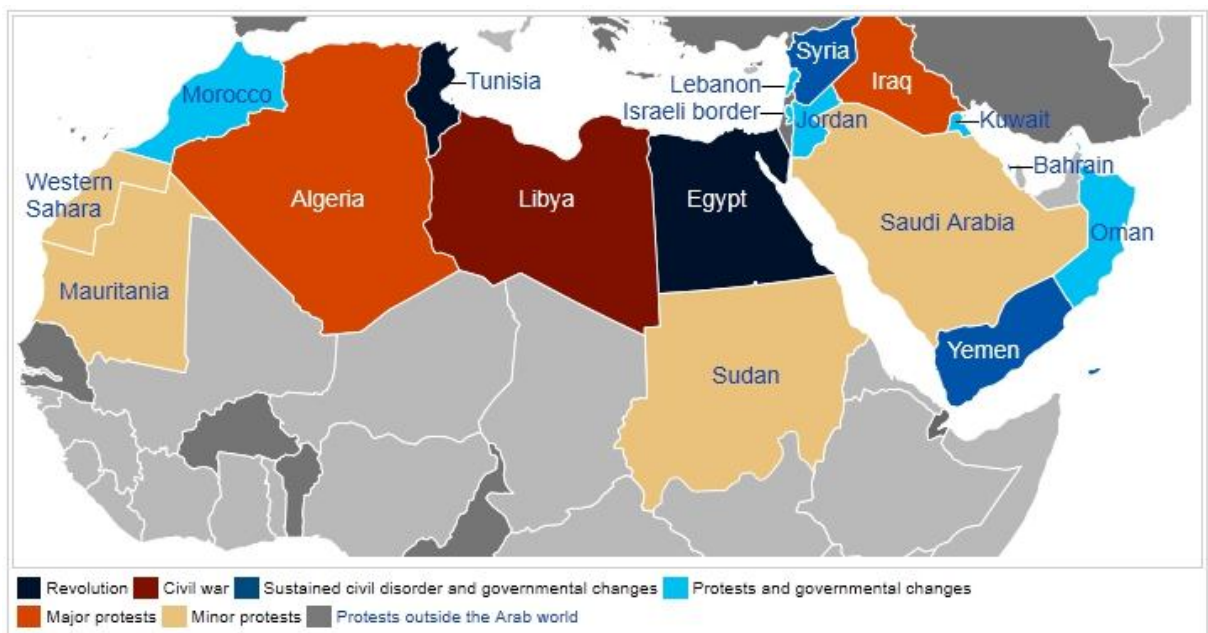 Syria
Tunisia
Lebanon
Iraq
Morocco
Israeli border
Jordan
Kuwait
Bahrain
Western
Sahara
Algeria
Libya
Egypt
Saudi Arabia
Oman
Mauritania
Yemen
Sudan
Revolution Civil war Sustained civil disorder and governmental changes Protests and governmental changes
Major protests Minor protests Protests outside the Arab world